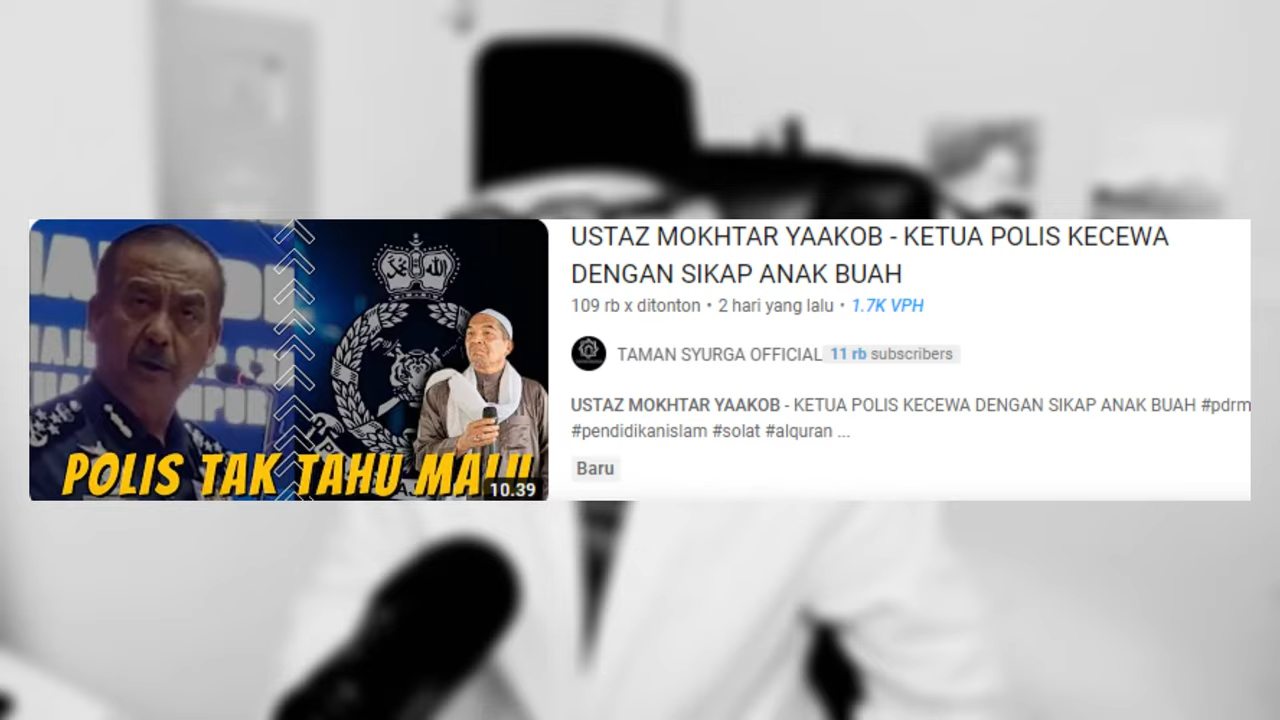 POLIS TAK TAHU MALU
10.39
USTAZ MOKHTAR YAAKOB - KETUA POLIS KECEWA
DENGAN SIKAP ANAK BUAH
109 rb x ditonton • 2 hari yang lalu • 1.7K VPH
TAMAN SYURGA OFFICIAL 11 rb subscribers
USTAZ MOKHTAR YAAKOB - KETUA POLIS KECEWA DENGAN SIKAP ANAK BUAH #pdrm
#pendidikanislam #solat #alquran ...
Baru